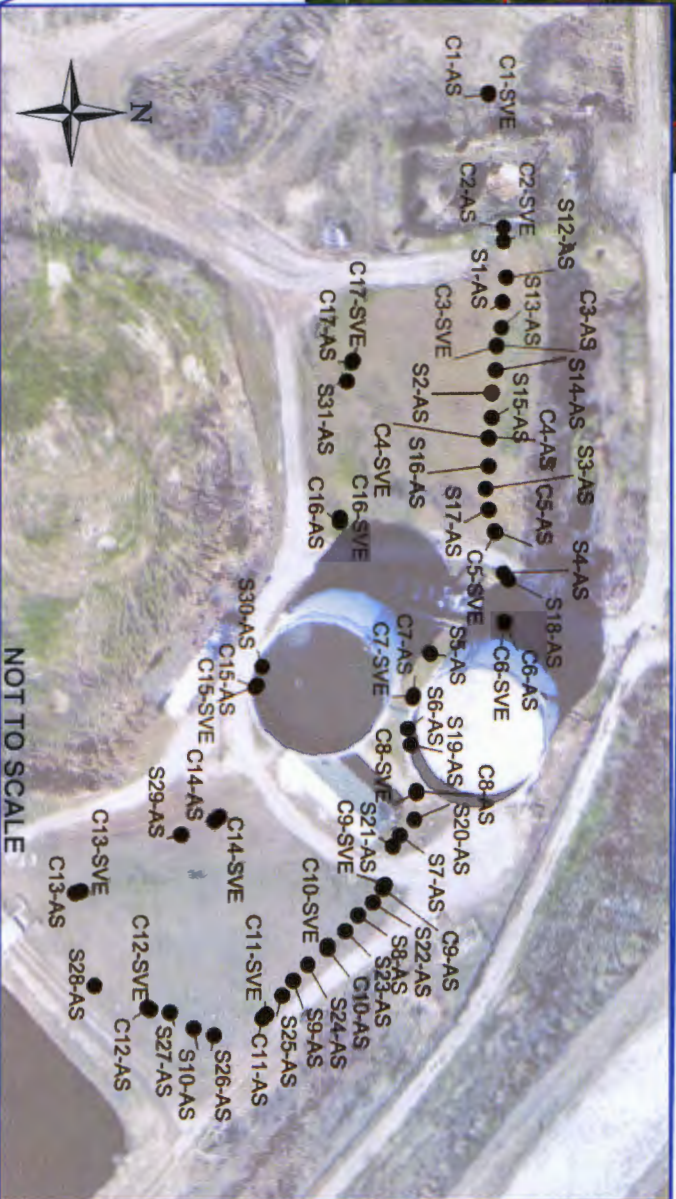 C1-SVE
C1-AS
N
C2-SVE
C2-AS
S12-AS
S1-AS
S13-AS
C3-AS
C3-SVE
S14-AS
S2-AS
S15-AS
C4-AS
C4-SVE
S16-AS
S3-AS
S17-AS
C5-AS
C5-SVE
S4-AS
S18-AS
C6-AS
C6-SVE
C17-SVE
C17-AS
S31-AS
C16-SVE
C16-AS
S5-AS
C7-AS
C7-SVE
S6-AS
S19-AS
C8-AS
C8-SVE
S20-AS
S7-AS
S21-AS
C9-SVE
C9-AS
S22-AS
S8-AS
S23-AS
C10-AS
C10-SVE
S24-AS
S9-AS
S25-AS
C11-AS
C11-SVE
S30-AS
C15-AS
C15-SVE
C14-AS
C14-SVE
S29-AS
C13-SVE
C13-AS
S28-AS
C12-SVE
C12-AS
S27-AS
S10-AS
S26-AS
NOT TO SCALE